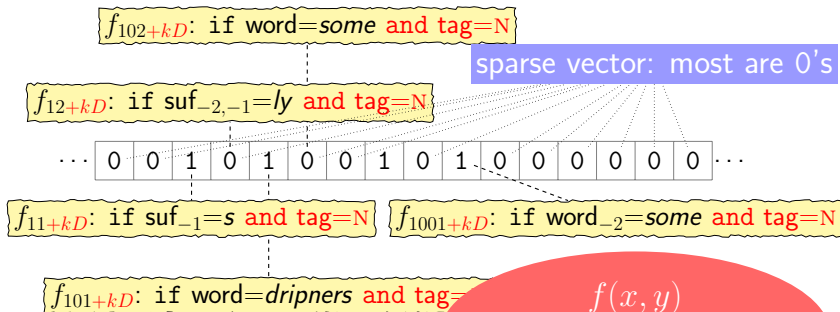 f₁₀₂₊ₖD: if word=some and tag=N
sparse vector: most are 0's
f₁₂₊ₖD: if suf₋₂,₋₁=ly and tag=N
··· 0 0 1 0 1 0 0 1 0 1 0 0 0 0 0 0 ···
f₁₁₊ₖD: if suf₋₁=s and tag=N
f₁₀₀₁₊ₖD: if word₋₂=some and tag=N
f₁₀₁₊ₖD: if word=dripners and tag=
f(x, y)